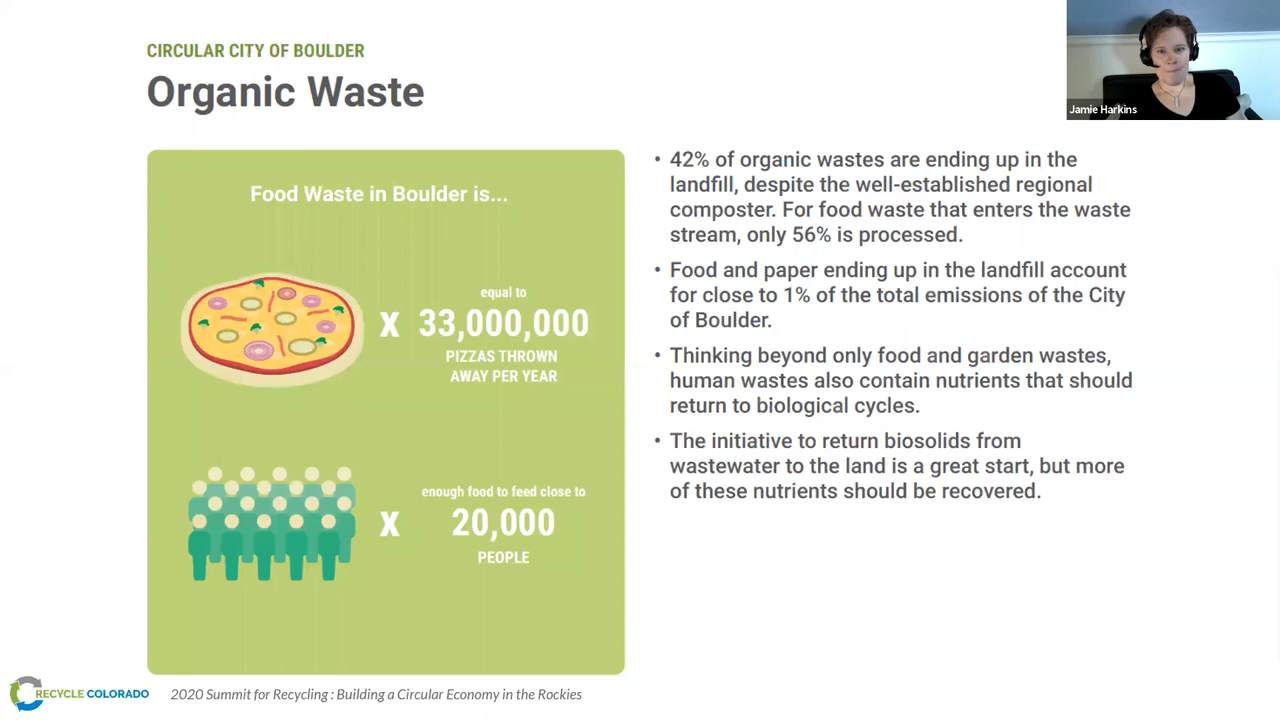 CIRCULAR CITY OF BOULDER
Organic Waste
Jamie Harkins
Food Waste in Boulder is...
equal to
X 33,000,000
PIZZAS THROWN
AWAY PER YEAR
enough food to feed close to
X 20,000
PEOPLE
• 42% of organic wastes are ending up in the
landfill, despite the well-established regional
composter. For food waste that enters the waste
stream, only 56% is processed.
• Food and paper ending up in the landfill account
for close to 1% of the total emissions of the City
of Boulder.
• Thinking beyond only food and garden wastes,
human wastes also contain nutrients that should
return to biological cycles.
• The initiative to return biosolids from
wastewater to the land is a great start, but more
of these nutrients should be recovered.
RECYCLE COLORADO
2020 Summit for Recycling : Building a Circular Economy in the Rockies